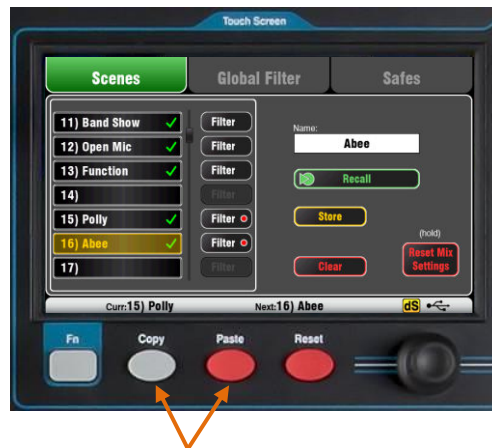 Touch Screen
Scenes Global Filter Safes
11) Band Show Filter
12) Open Mic Filter
13) Function Filter
14) Filter
15) Polly Filter
16) Abee Filter
17) Filter
Name:
Abee
Recall
Store
(hold)
Clear
Reset Mix
Settings
Curr:15) Polly Next:16) Abee dS
Fn Copy Paste Reset